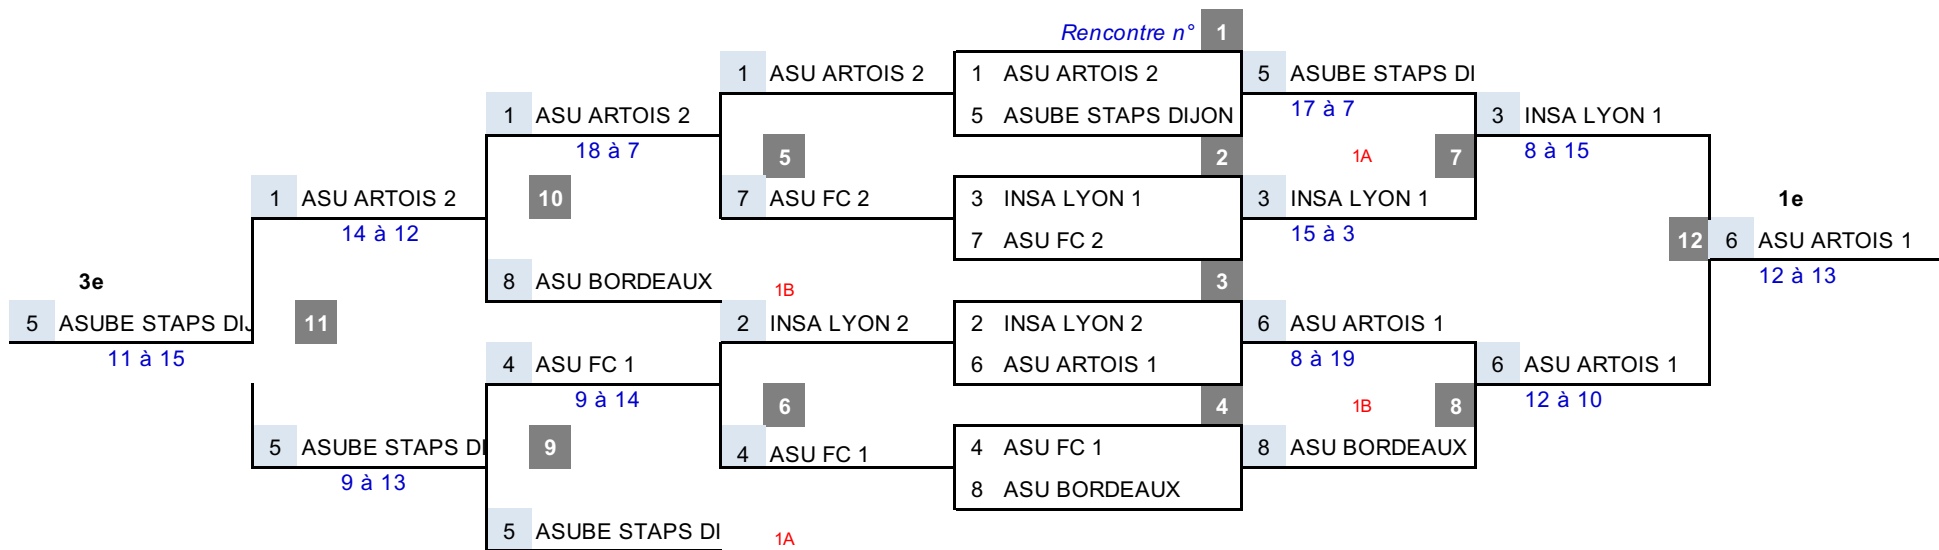 Rencontre n° 1
1 ASU ARTOIS 2 1 ASU ARTOIS 2 5 ASUBE STAPS DI
1 ASU ARTOIS 2 5 ASUBE STAPS DIJON 17 à 7 3 INSA LYON 1
18 à 7 5 2 1A 7 8 à 15
1 ASU ARTOIS 2 10 7 ASU FC 2 3 INSA LYON 1 3 INSA LYON 1 1e
14 à 12 7 ASU FC 2 15 à 3 12 6 ASU ARTOIS 1
3e 8 ASU BORDEAUX 1B 3 12 à 13
5 ASUBE STAPS DIJ 11 2 INSA LYON 2 2 INSA LYON 2 6 ASU ARTOIS 1
11 à 15 4 ASU FC 1 6 ASU ARTOIS 1 8 à 19 6 ASU ARTOIS 1
9 à 14 6 4 1B 8 12 à 10
5 ASUBE STAPS DI 9 4 ASU FC 1 4 ASU FC 1 8 ASU BORDEAUX
9 à 13 8 ASU BORDEAUX
5 ASUBE STAPS DI 1A